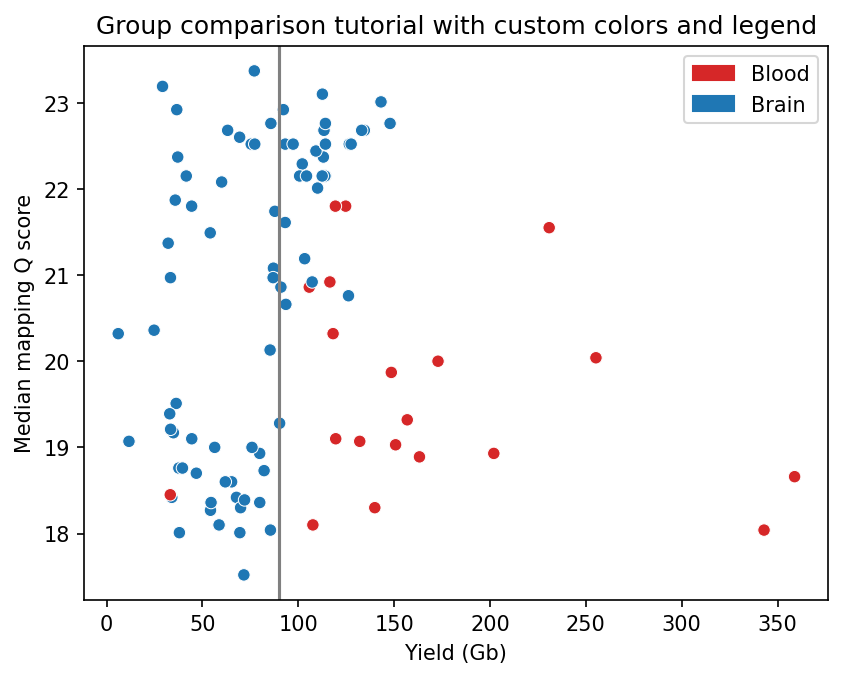 Group comparison tutorial with custom colors and legend
Blood
Brain
Median mapping Q score
23
22
21
20
19
18
0 50 100 150 200 250 300 350
Yield (Gb)